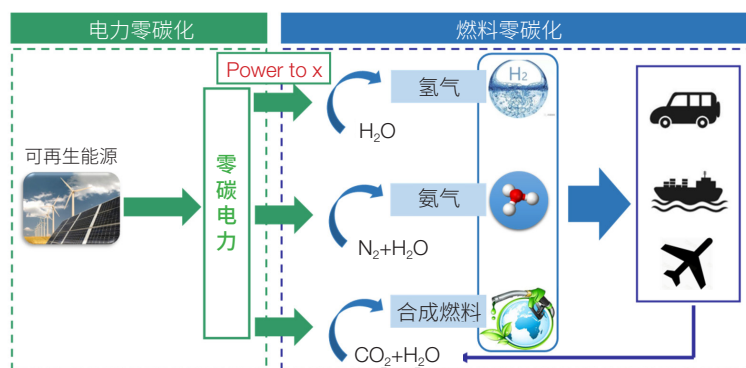 电力零碳化
燃料零碳化
Power to x
氢气
H₂
H₂O
可再生能源
零碳电力
氨气
N₂+H₂O
合成燃料
CO₂+H₂O